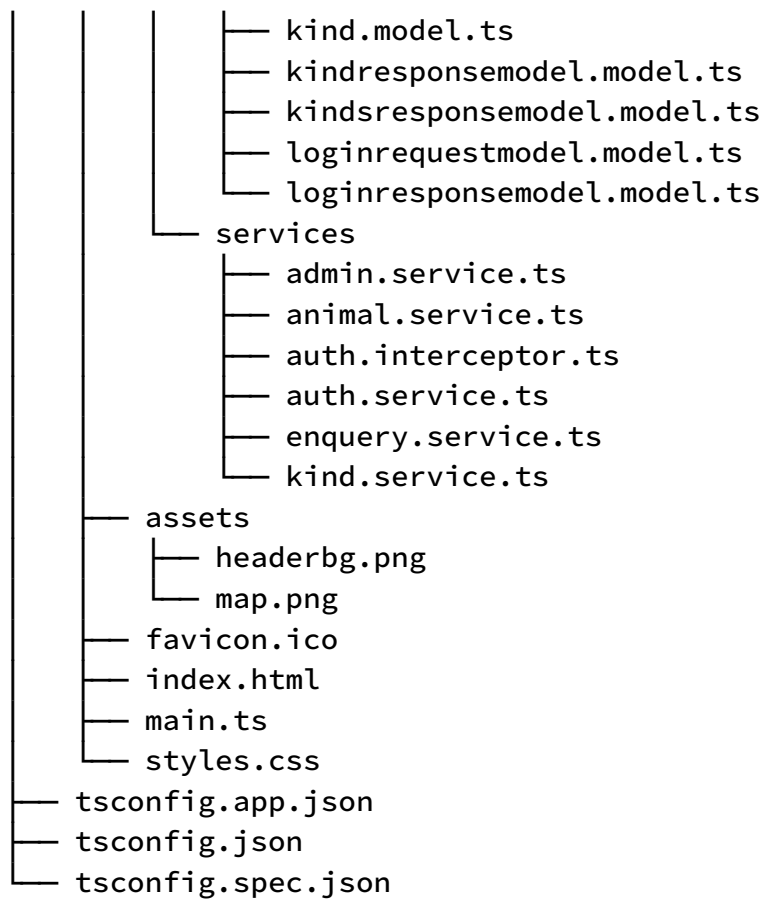 │   │   │   ├── kind.model.ts
│   │   │   ├── kindresponsemodel.model.ts
│   │   │   ├── kindsresponsemodel.model.ts
│   │   │   ├── loginrequestmodel.model.ts
│   │   │   └── loginresponsemodel.model.ts
│   │   └── services
│   │       ├── admin.service.ts
│   │       ├── animal.service.ts
│   │       ├── auth.interceptor.ts
│   │       ├── auth.service.ts
│   │       ├── enquery.service.ts
│   │       └── kind.service.ts
│   ├── assets
│   │   ├── headerbg.png
│   │   └── map.png
│   ├── favicon.ico
│   ├── index.html
│   ├── main.ts
│   └── styles.css
├── tsconfig.app.json
├── tsconfig.json
└── tsconfig.spec.json